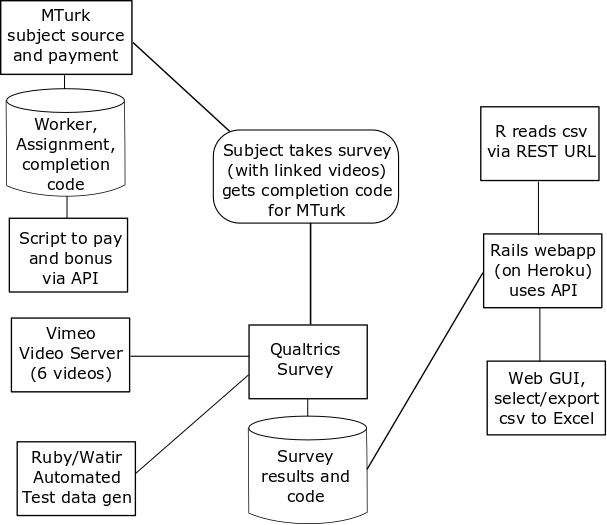 MTurk
subject source
and payment
Worker,
Assignment,
completion
code
Script to pay
and bonus
via API
Subject takes survey
(with linked videos)
gets completion code
for MTurk
R reads csv
via REST URL
Rails webapp
(on Heroku)
uses API
Web GUI,
select/export
csv to Excel
Vimeo
Video Server
(6 videos)
Qualtrics
Survey
Ruby/Watir
Automated
Test data gen
Survey
results and
code